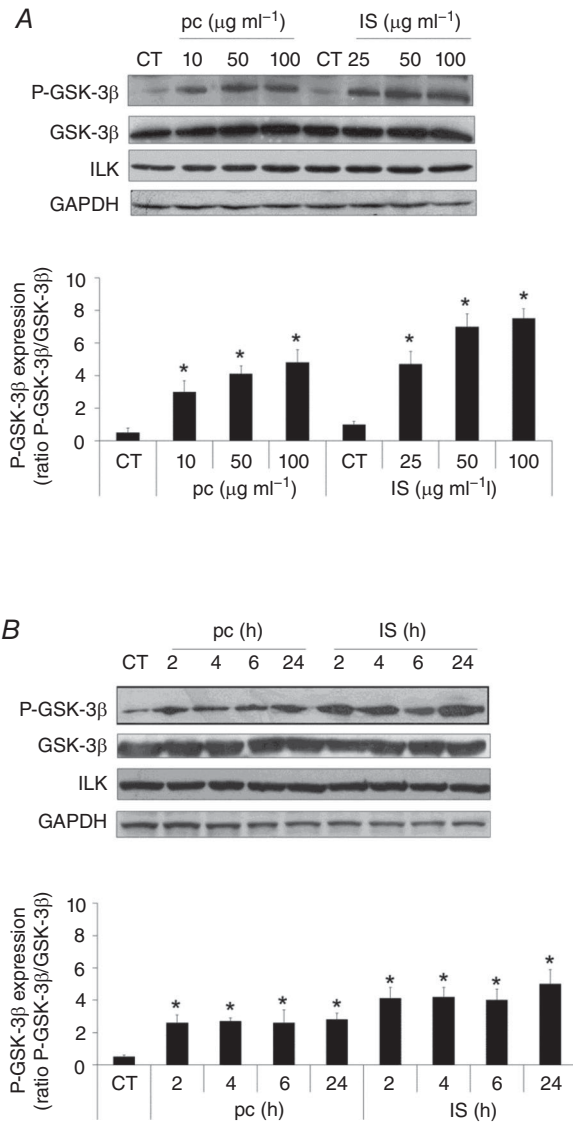 A
pc (μg ml⁻¹) IS (μg ml⁻¹)
CT 10 50 100 CT 25 50 100
P-GSK-3β
GSK-3β
ILK
GAPDH
P-GSK-3β expression
(ratio P-GSK-3β/GSK-3β)
10
8
6
4
2
0
* * * * * *
CT 10 50 100 CT 25 50 100
pc (μg ml⁻¹) IS (μg ml⁻¹l)
B
pc (h) IS (h)
CT 2 4 6 24 2 4 6 24
P-GSK-3β
GSK-3β
ILK
GAPDH
P-GSK-3β expression
(ratio P-GSK-3β/GSK-3β)
10
8
6
4
2
0
* * * * * * * *
CT 2 4 6 24 2 4 6 24
pc (h) IS (h)